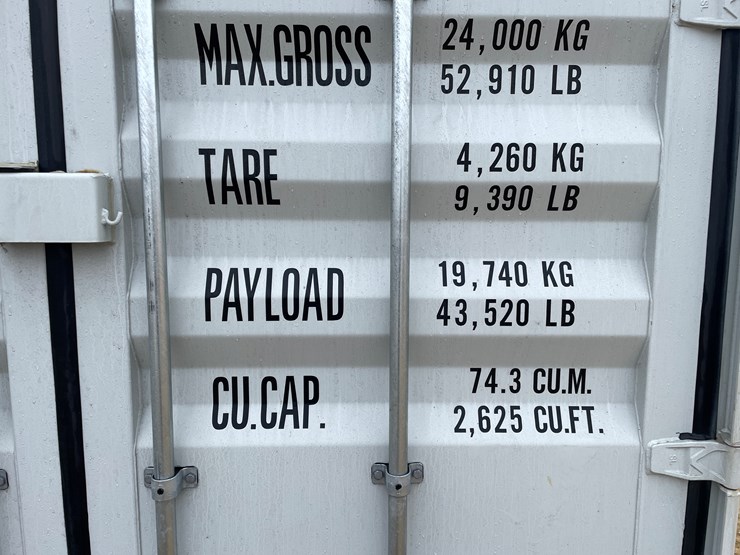 MAX.GROSS 24,000 KG
52,910 LB
TARE 4,260 KG
9,390 LB
PAYLOAD 19,740 KG
43,520 LB
CU.CAP. 74.3 CU.M.
2,625 CU.FT.